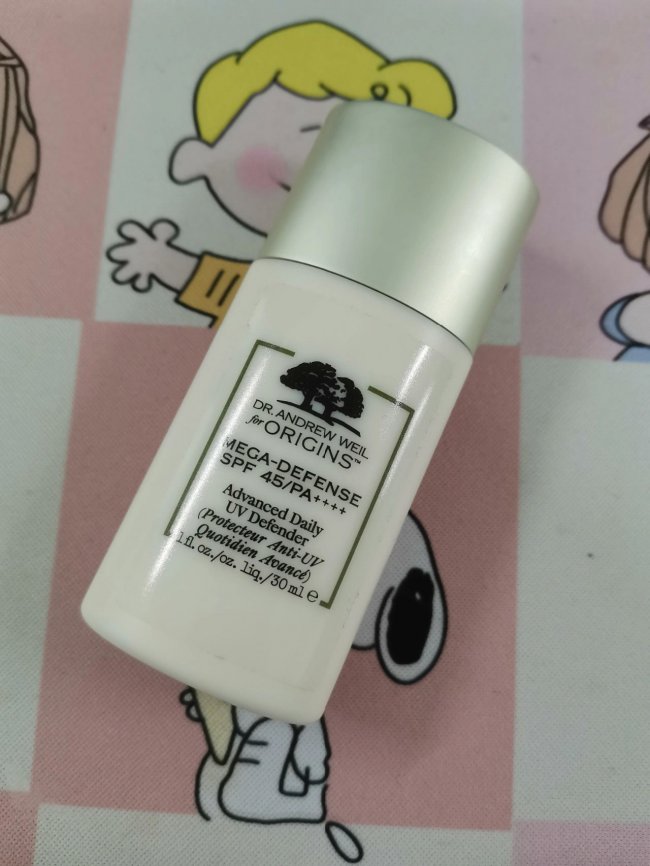 DR. ANDREW WEIL
for ORIGINS™
MEGA-DEFENSE
SPF 45/PA++++
Advanced Daily
UV Defender
(Protecteur Anti-UV
Quotidien Avancé)
1 fl. oz./oz. liq./30 ml ℮